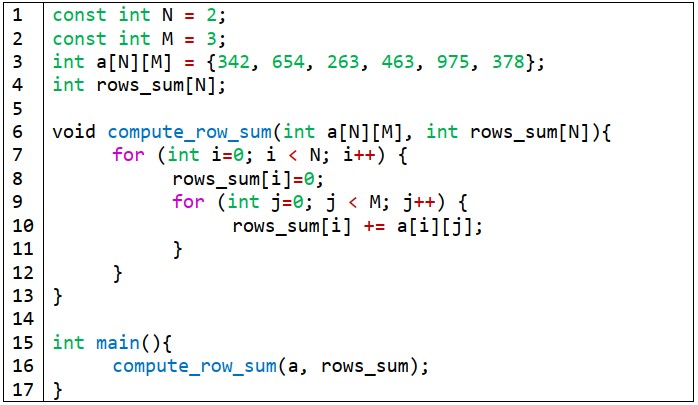 1 const int N = 2;
2 const int M = 3;
3 int a[N][M] = {342, 654, 263, 463, 975, 378};
4 int rows_sum[N];
5
6 void compute_row_sum(int a[N][M], int rows_sum[N]){
7 for (int i=0; i < N; i++) {
8 rows_sum[i]=0;
9 for (int j=0; j < M; j++) {
10 rows_sum[i] += a[i][j];
11 }
12 }
13 }
14
15 int main(){
16 compute_row_sum(a, rows_sum);
17 }